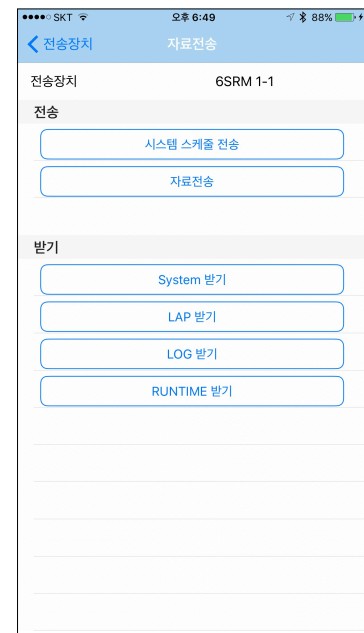 SKT 오후 6:49 88%
전송장치 자료전송
전송장치 6SRM 1-1
전송
시스템 스케줄 전송
자료전송
받기
System 받기
LAP 받기
LOG 받기
RUNTIME 받기